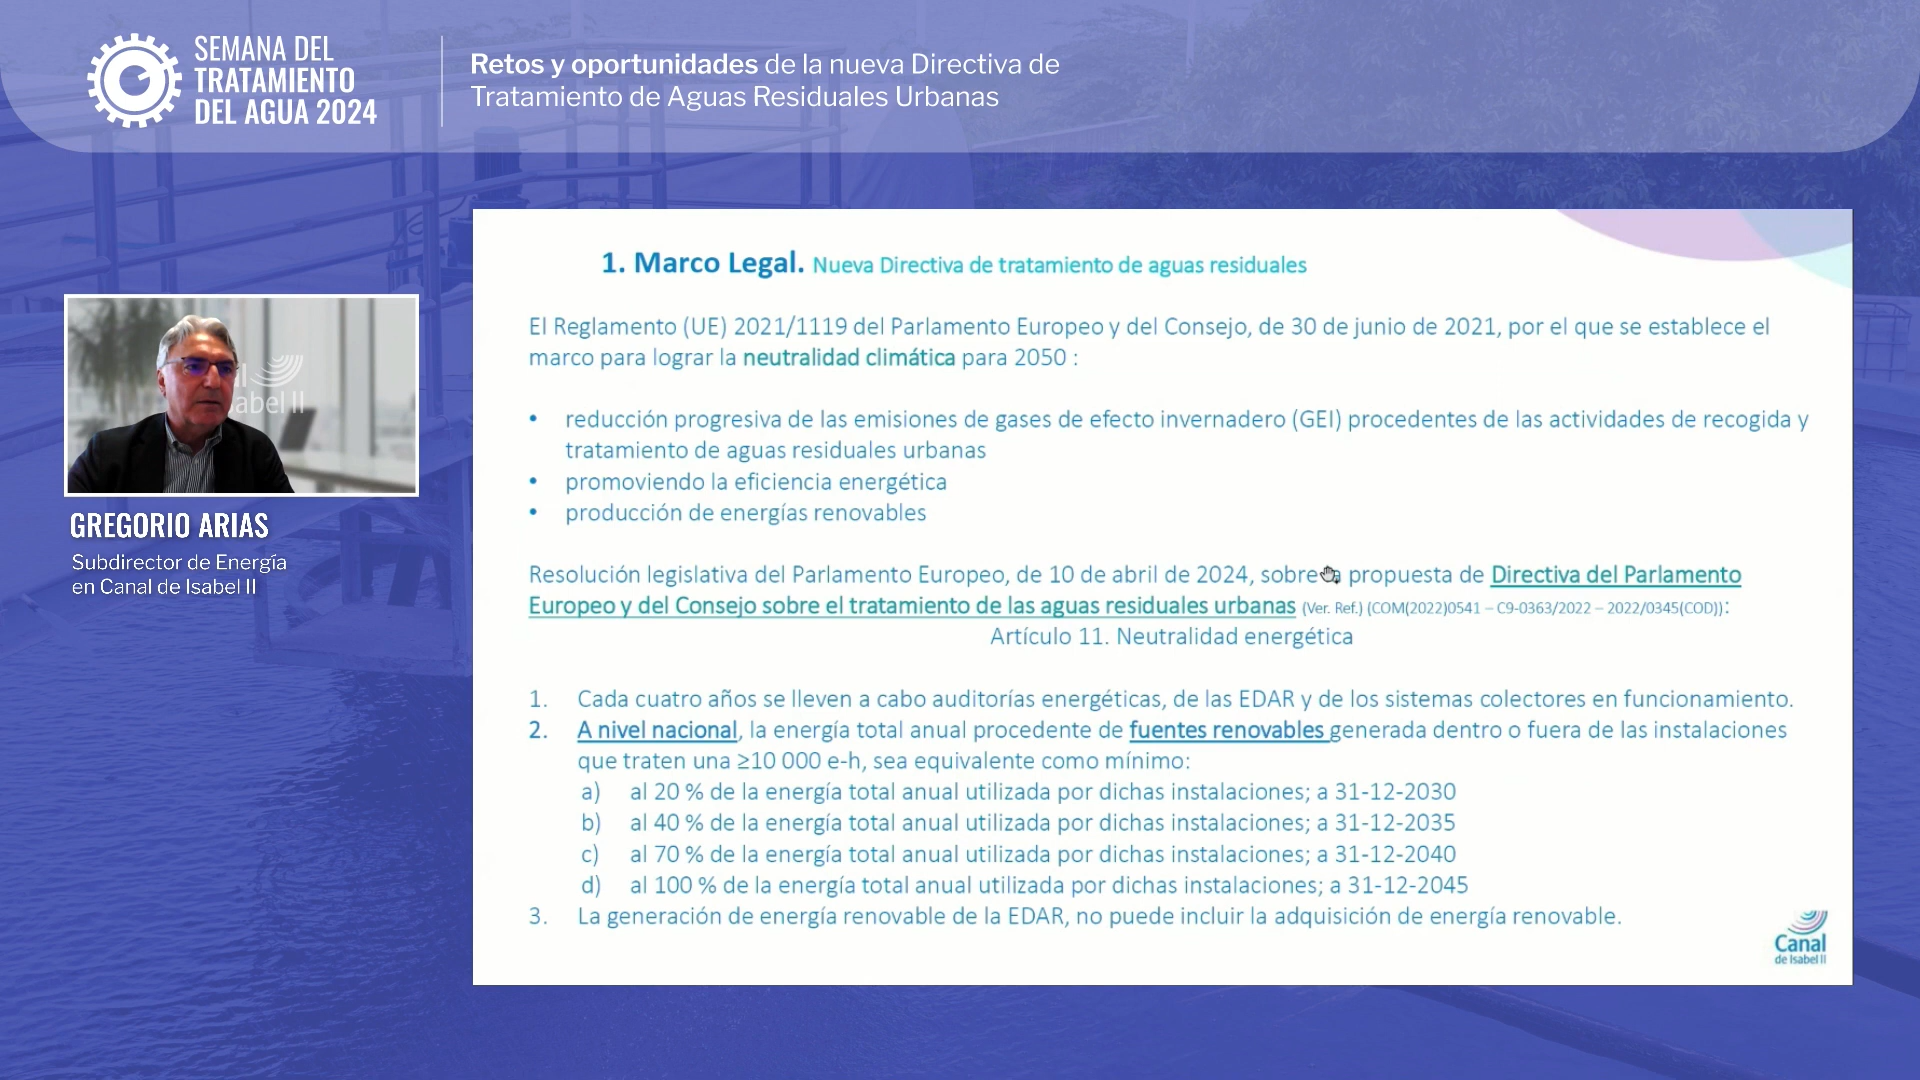 SEMANA DEL
TRATAMIENTO
DEL AGUA 2024
Retos y oportunidades de la nueva Directiva de
Tratamiento de Aguas Residuales Urbanas
GREGORIO ARIAS
Subdirector de Energía
en Canal de Isabel II
1. Marco Legal. Nueva Directiva de tratamiento de aguas residuales
El Reglamento (UE) 2021/1119 del Parlamento Europeo y del Consejo, de 30 de junio de 2021, por el que se establece el
marco para lograr la neutralidad climática para 2050 :
• reducción progresiva de las emisiones de gases de efecto invernadero (GEI) procedentes de las actividades de recogida y
tratamiento de aguas residuales urbanas
• promoviendo la eficiencia energética
• producción de energías renovables
Resolución legislativa del Parlamento Europeo, de 10 de abril de 2024, sobre propuesta de Directiva del Parlamento
Europeo y del Consejo sobre el tratamiento de las aguas residuales urbanas (Ver. Ref.) (COM(2022)0541 – C9-0363/2022 – 2022/0345(COD)):
Artículo 11. Neutralidad energética
1. Cada cuatro años se lleven a cabo auditorías energéticas, de las EDAR y de los sistemas colectores en funcionamiento.
2. A nivel nacional, la energía total anual procedente de fuentes renovables generada dentro o fuera de las instalaciones
que traten una ≥10 000 e-h, sea equivalente como mínimo:
a) al 20 % de la energía total anual utilizada por dichas instalaciones; a 31-12-2030
b) al 40 % de la energía total anual utilizada por dichas instalaciones; a 31-12-2035
c) al 70 % de la energía total anual utilizada por dichas instalaciones; a 31-12-2040
d) al 100 % de la energía total anual utilizada por dichas instalaciones; a 31-12-2045
3. La generación de energía renovable de la EDAR, no puede incluir la adquisición de energía renovable.
Canal
de Isabel II